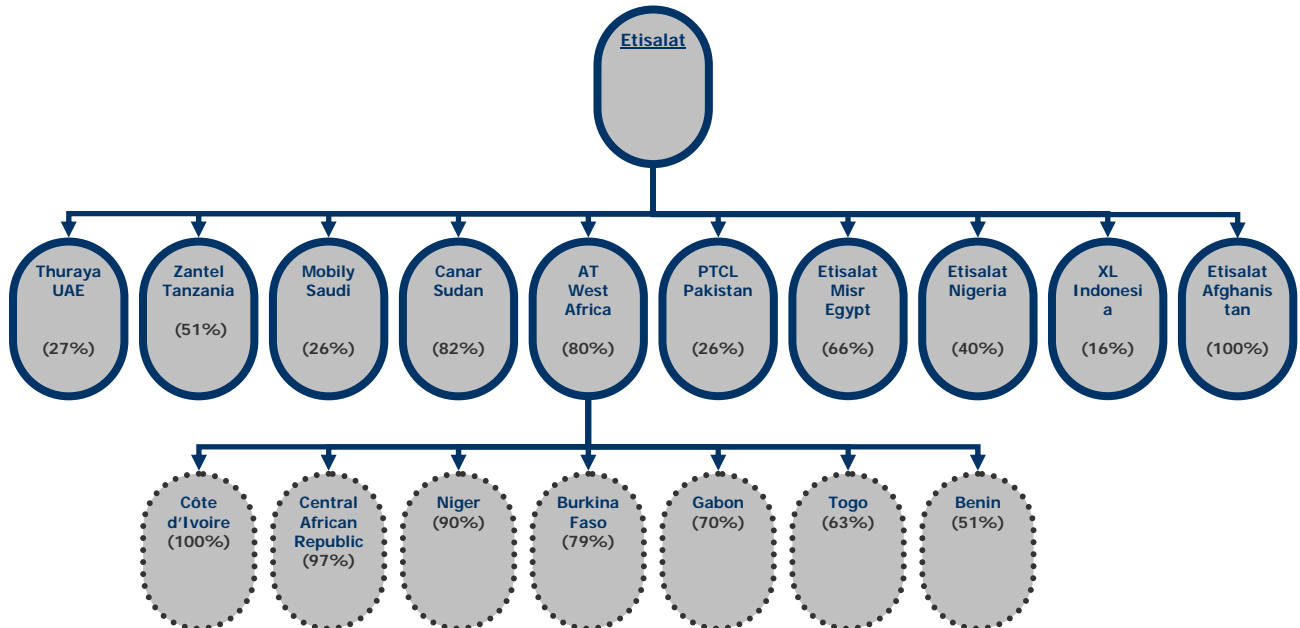 Etisalat
Thuraya
UAE
(27%)
Zantel
Tanzania
(51%)
Mobily
Saudi
(26%)
Canar
Sudan
(82%)
AT
West
Africa
(80%)
PTCL
Pakistan
(26%)
Etisalat
Misr
Egypt
(66%)
Etisalat
Nigeria
(40%)
XL
Indonesi
a
(16%)
Etisalat
Afghanis
tan
(100%)
Côte
d'Ivoire
(100%)
Central
African
Republic
(97%)
Niger
(90%)
Burkina
Faso
(79%)
Gabon
(70%)
Togo
(63%)
Benin
(51%)